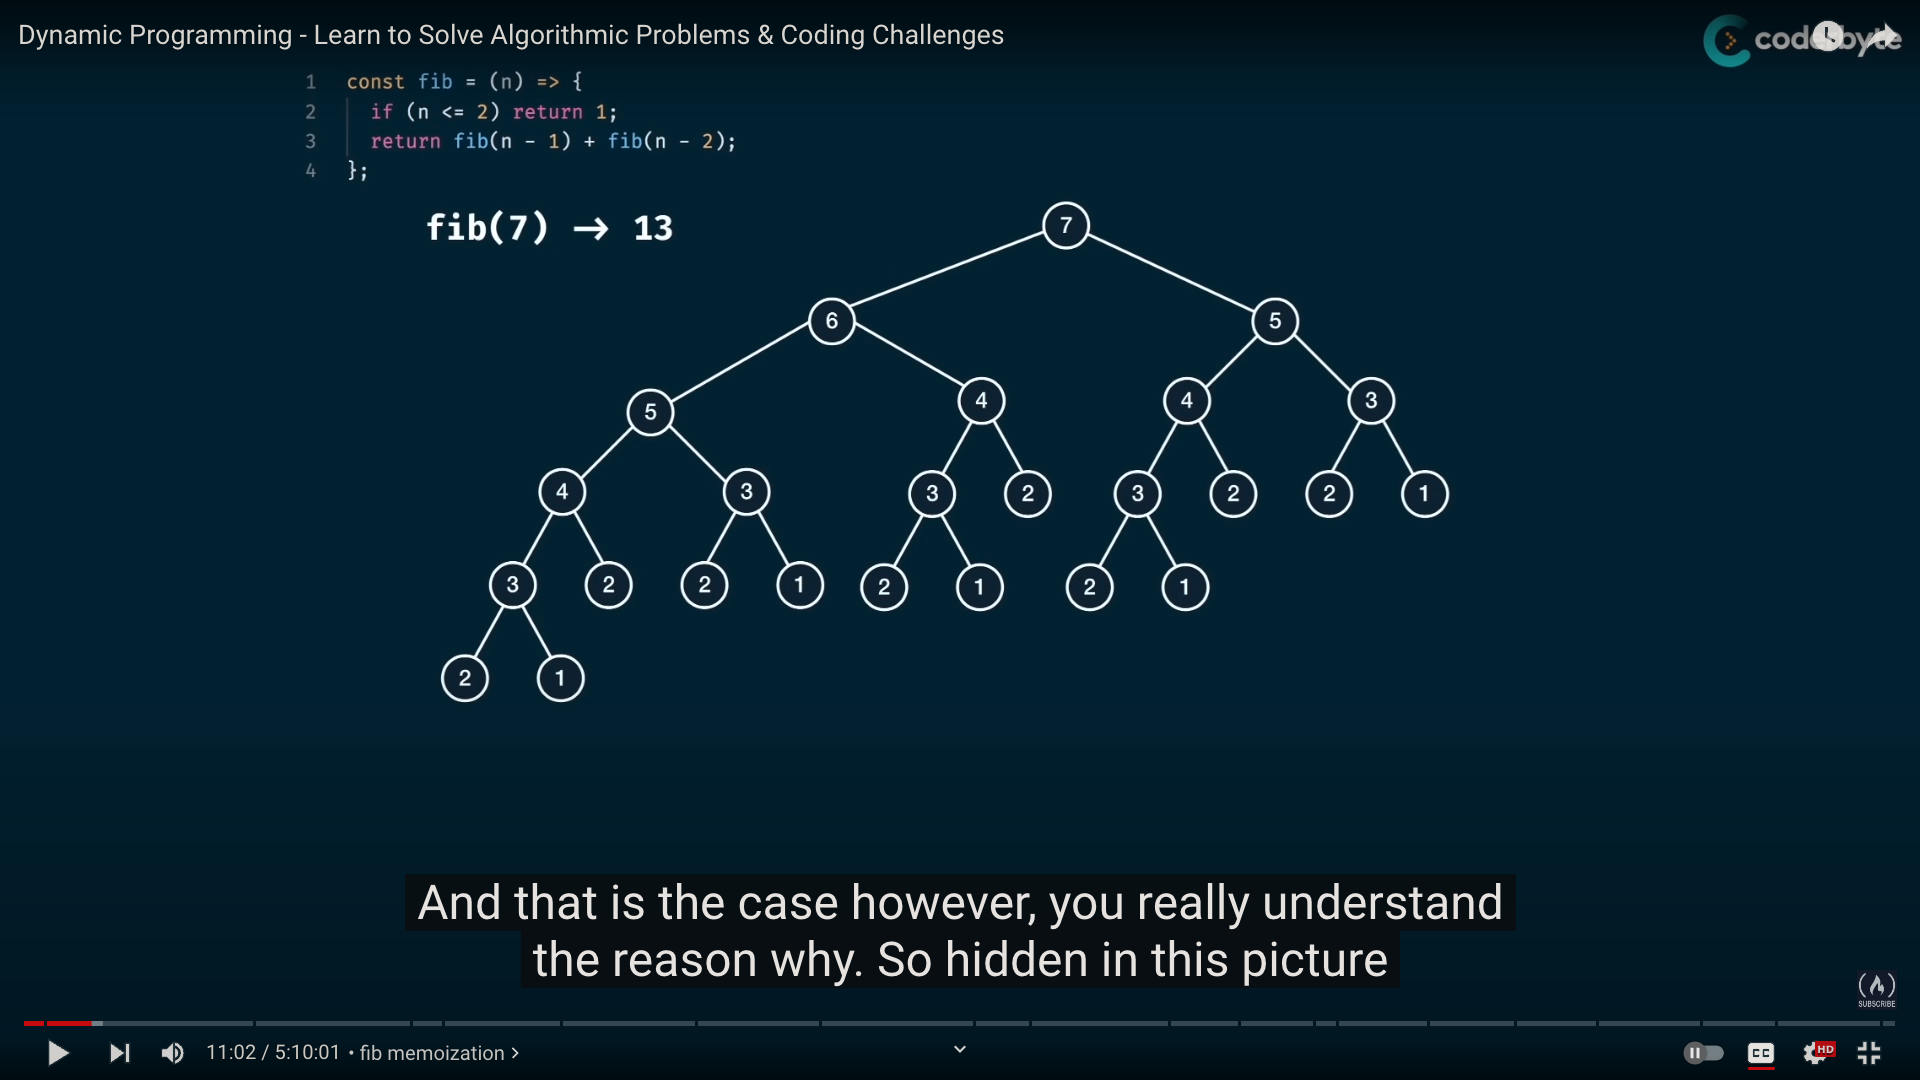 Dynamic Programming - Learn to Solve Algorithmic Problems & Coding Challenges
1 const fib = (n) => {
2 if (n <= 2) return 1;
3 return fib(n - 1) + fib(n - 2);
4 };
fib(7) → 13
7
6 5
5 4 4 3
4 3 3 2 3 2 2 1
3 2 2 1 2 1 2 1
2 1
And that is the case however, you really understand
the reason why. So hidden in this picture
SUBSCRIBE
11:02 / 5:10:01 • fib memoization >
CC
HD